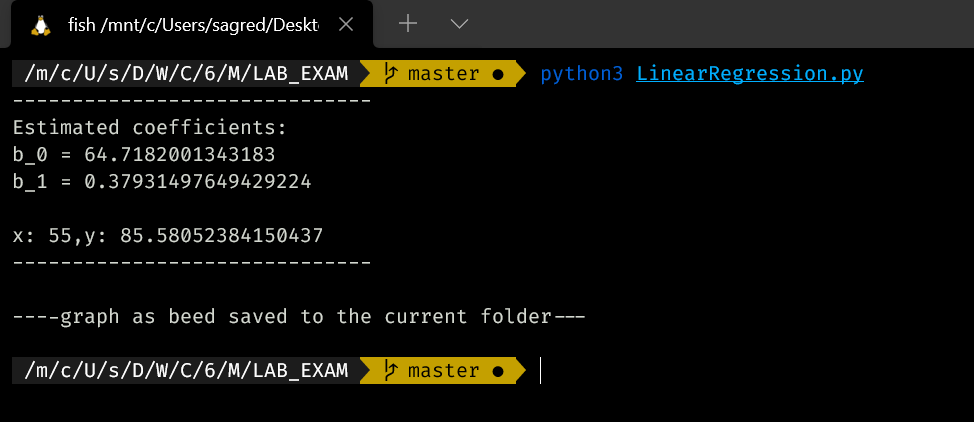 fish /mnt/c/Users/sagred/Deskt
/m/c/U/s/D/W/C/6/M/LAB_EXAM master ● python3 LinearRegression.py
------------------------------
Estimated coefficients:
b_0 = 64.7182001343183
b_1 = 0.37931497649429224
x: 55,y: 85.58052384150437
------------------------------
----graph as beed saved to the current folder---
/m/c/U/s/D/W/C/6/M/LAB_EXAM master ●